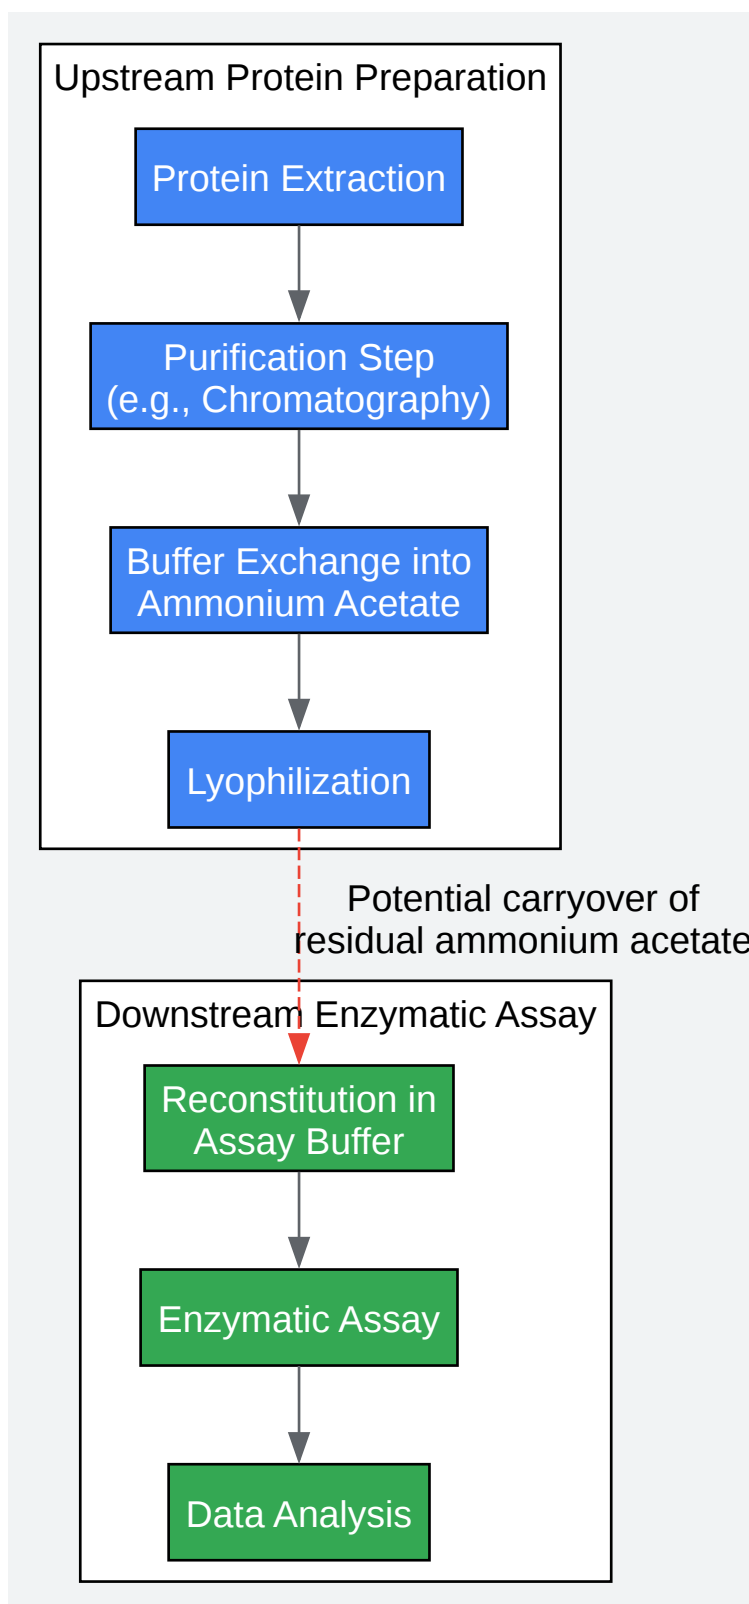 Upstream Protein Preparation
Protein Extraction
Purification Step
(e.g., Chromatography)
Buffer Exchange into
Ammonium Acetate
Lyophilization
Potential carryover of
residual ammonium acetate
Downstream Enzymatic Assay
Reconstitution in
Assay Buffer
Enzymatic Assay
Data Analysis